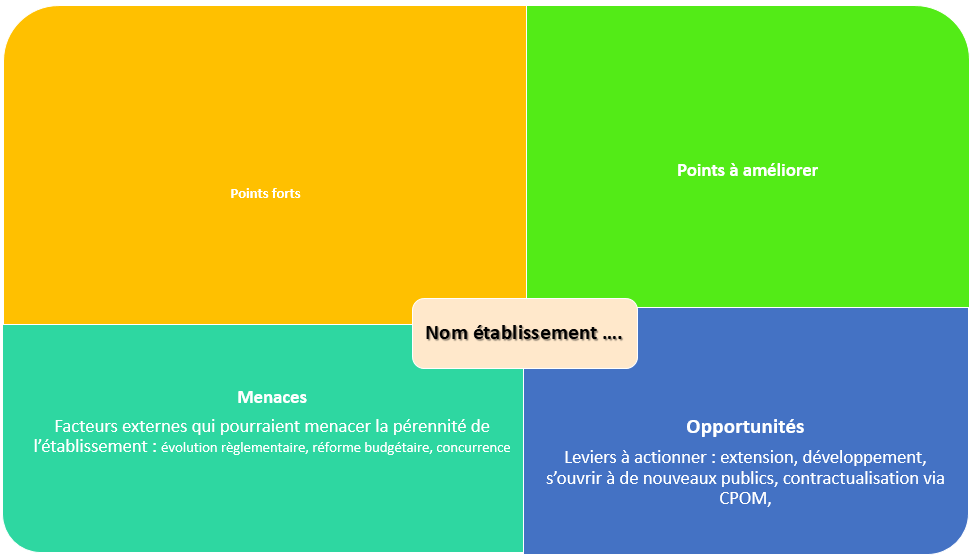 Points forts
Points à améliorer
Nom établissement ....
Menaces
Facteurs externes qui pourraient menacer la pérennité de
l’établissement : évolution règlementaire, réforme budgétaire, concurrence
Opportunités
Leviers à actionner : extension, développement,
s’ouvrir à de nouveaux publics, contractualisation via
CPOM,